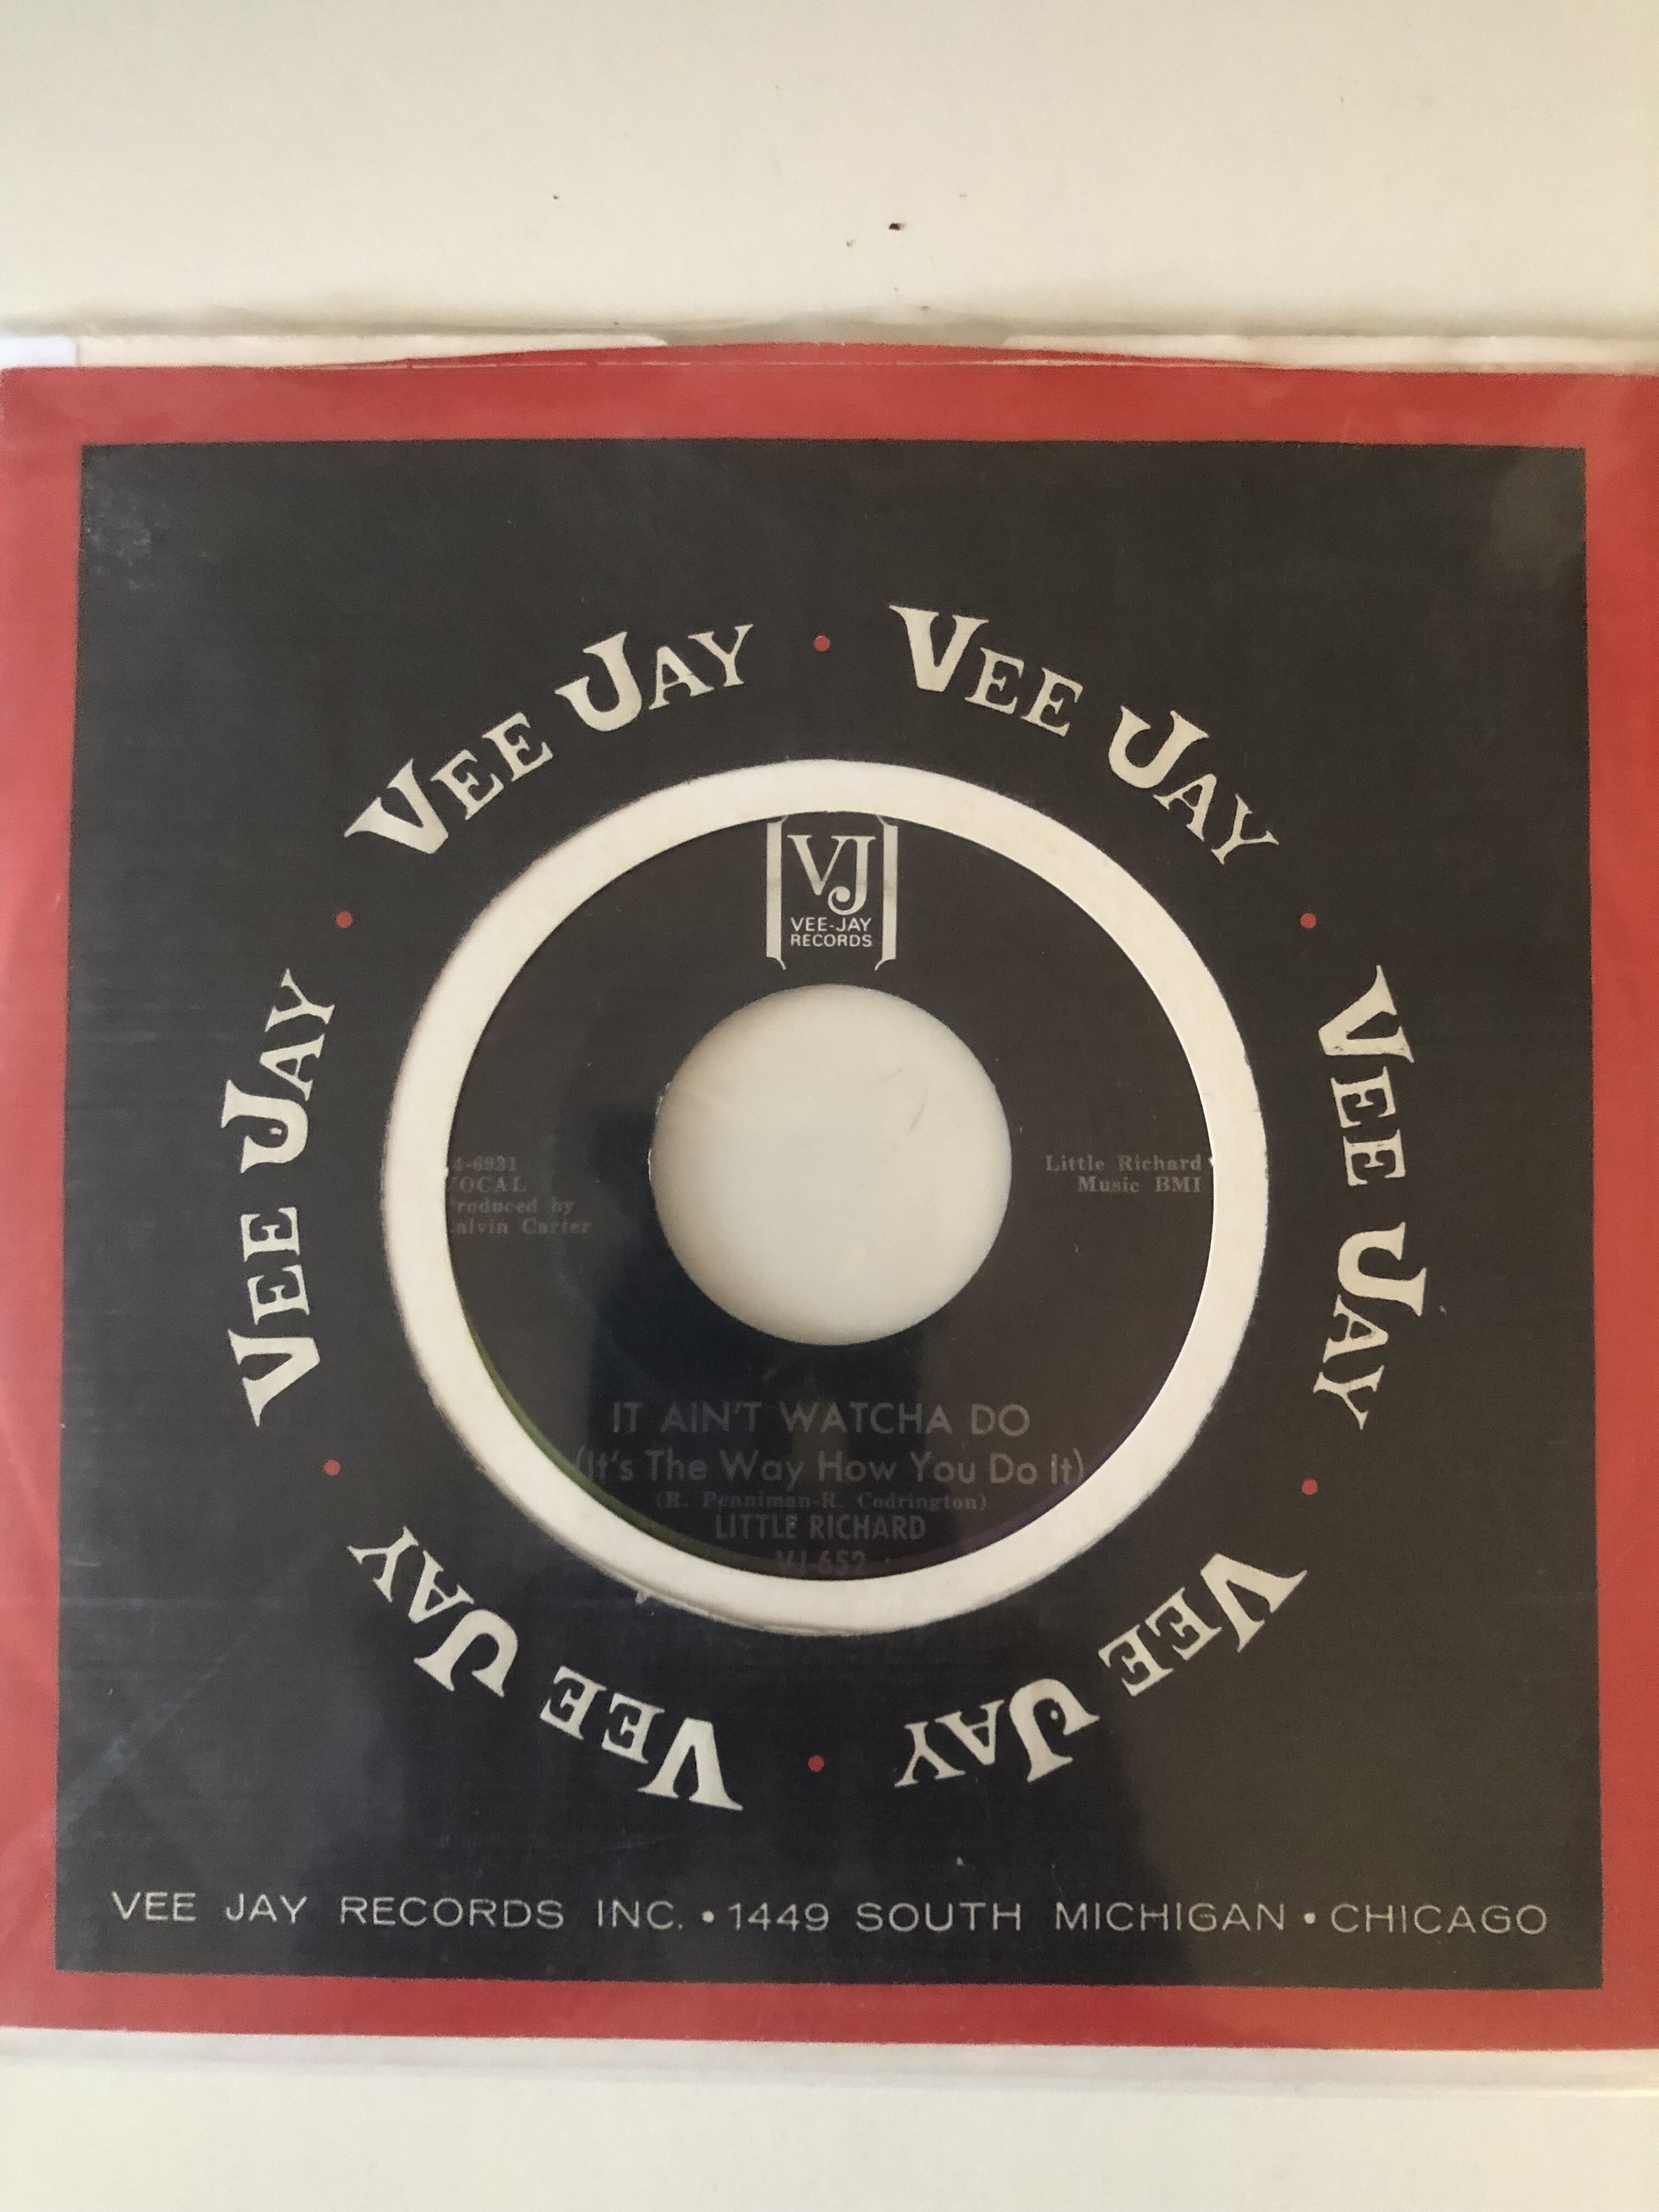 VEE JAY • VEE JAY • VEE JAY • VEE JAY • VEE JAY • VEE JAY •
VJ
VEE-JAY
RECORDS
4-6931
VOCAL
Produced by
Calvin Carter
Little Richard
Music BMI
IT AIN'T WATCHA DO
(It's The Way How You Do It)
(R. Penniman-R. Codrington)
LITTLE RICHARD
VJ-652
VEE JAY RECORDS INC. • 1449 SOUTH MICHIGAN • CHICAGO